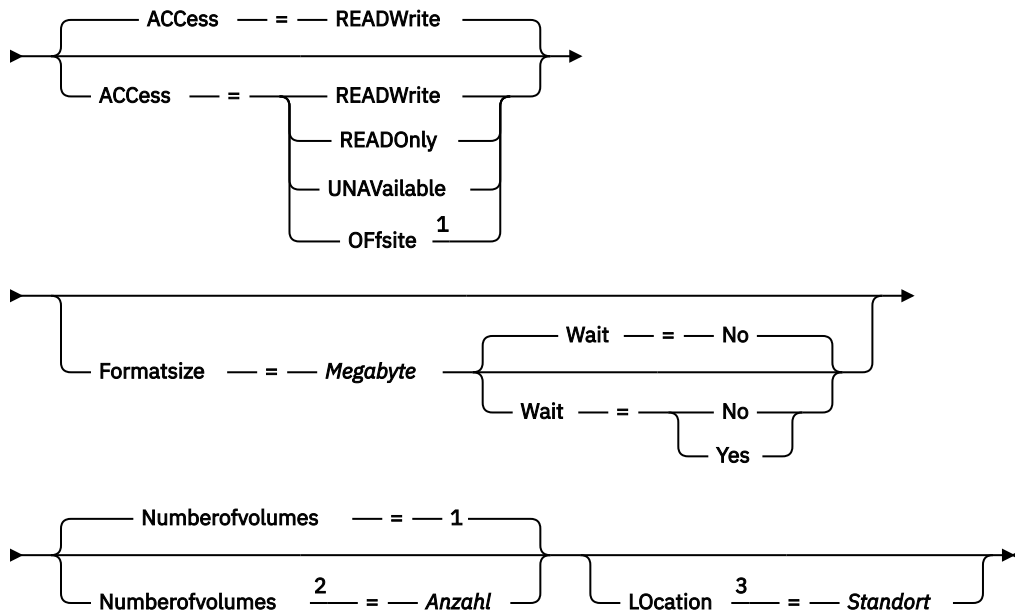 ACCess = READWrite
ACCess = READWrite
READOnly
UNAVailable
OFfsite 1
Formatsize = Megabyte
Wait = No
Wait = No
Yes
Numberofvolumes = 1
Numberofvolumes 2 = Anzahl
LOcation 3 = Standort